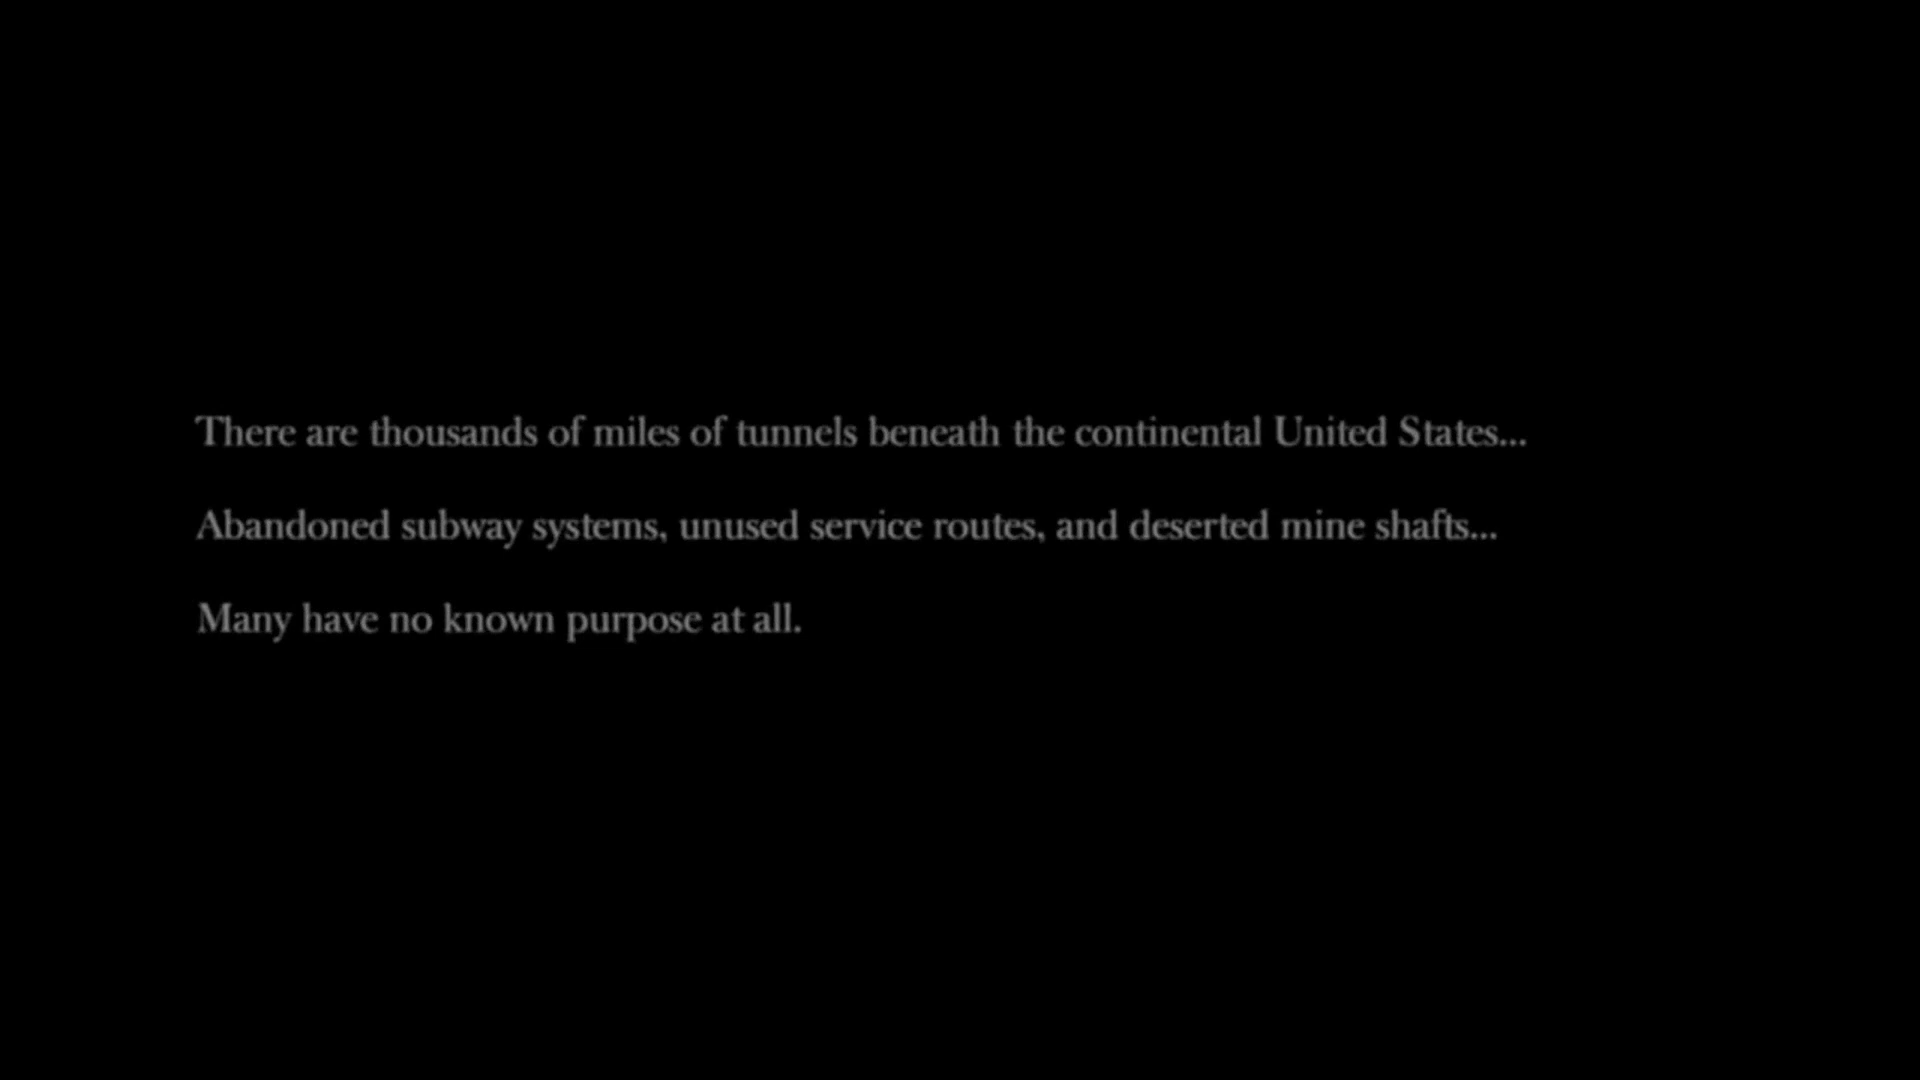 There are thousands of miles of tunnels beneath the continental United States...
Abandoned subway systems, unused service routes, and deserted mine shafts...
Many have no known purpose at all.